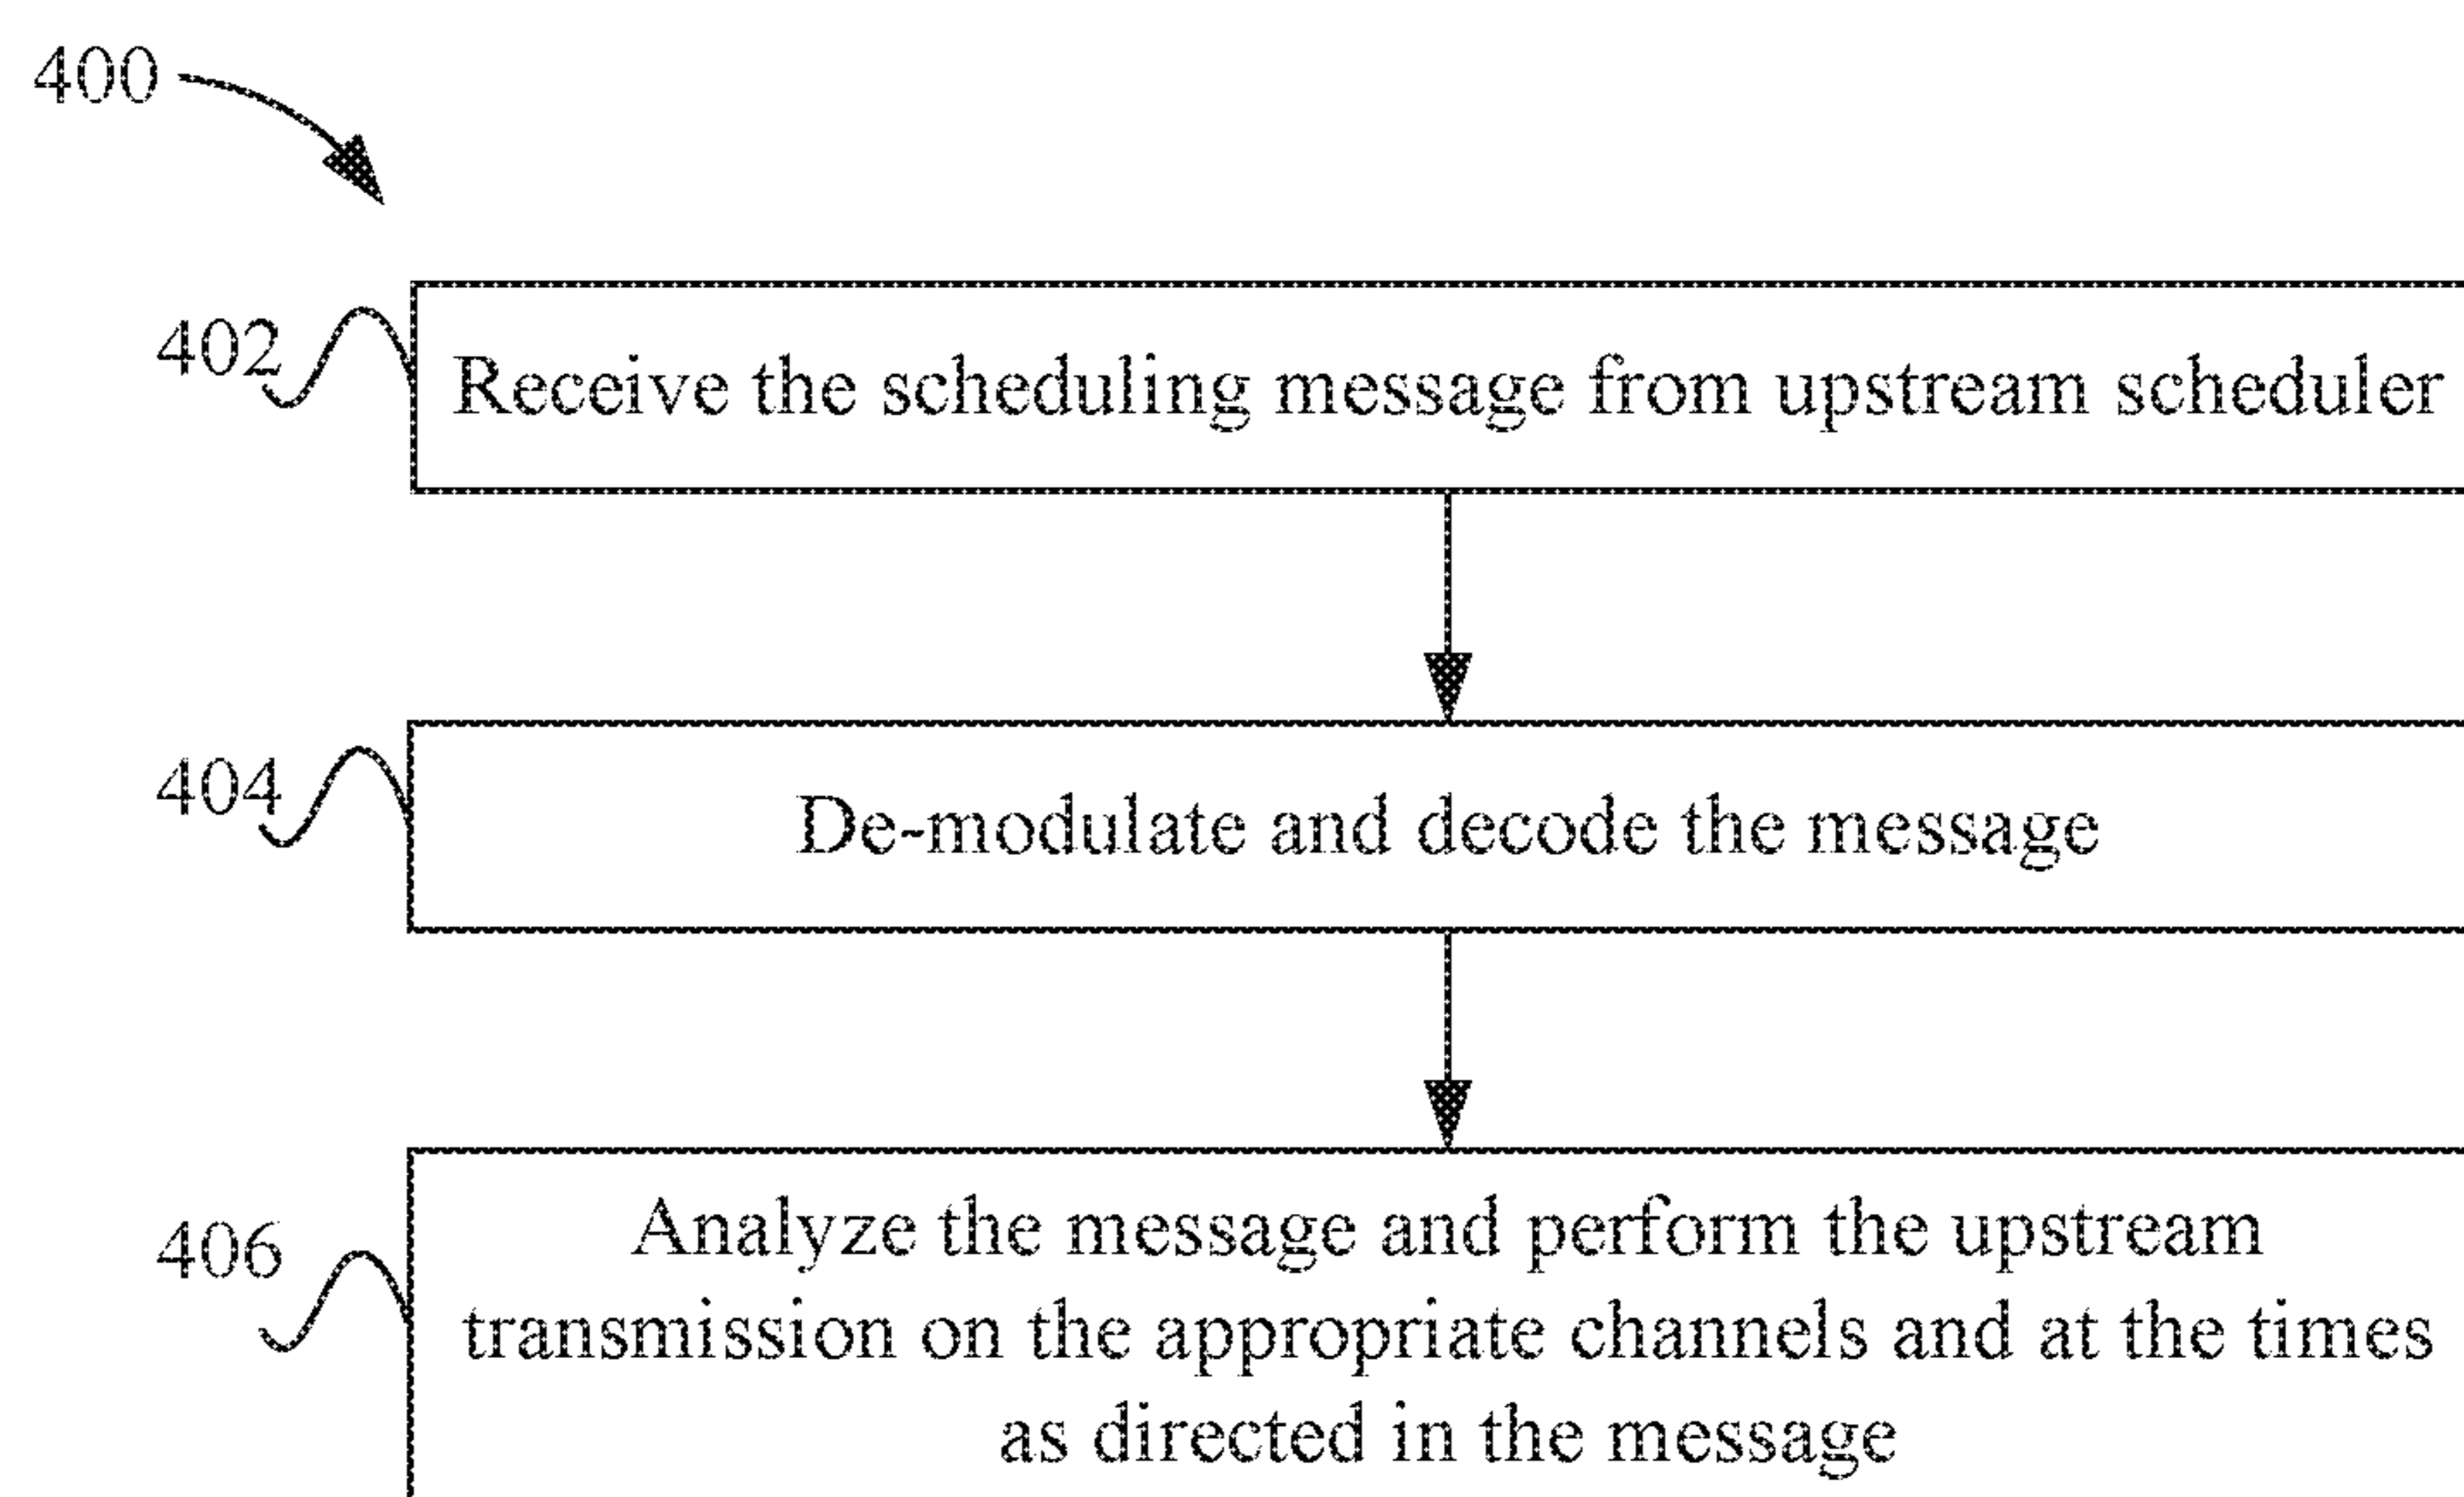 400
402
Receive the scheduling message from upstream scheduler
404
De-modulate and decode the message
406
Analyze the message and perform the upstream
transmission on the appropriate channels and at the times
as directed in the message